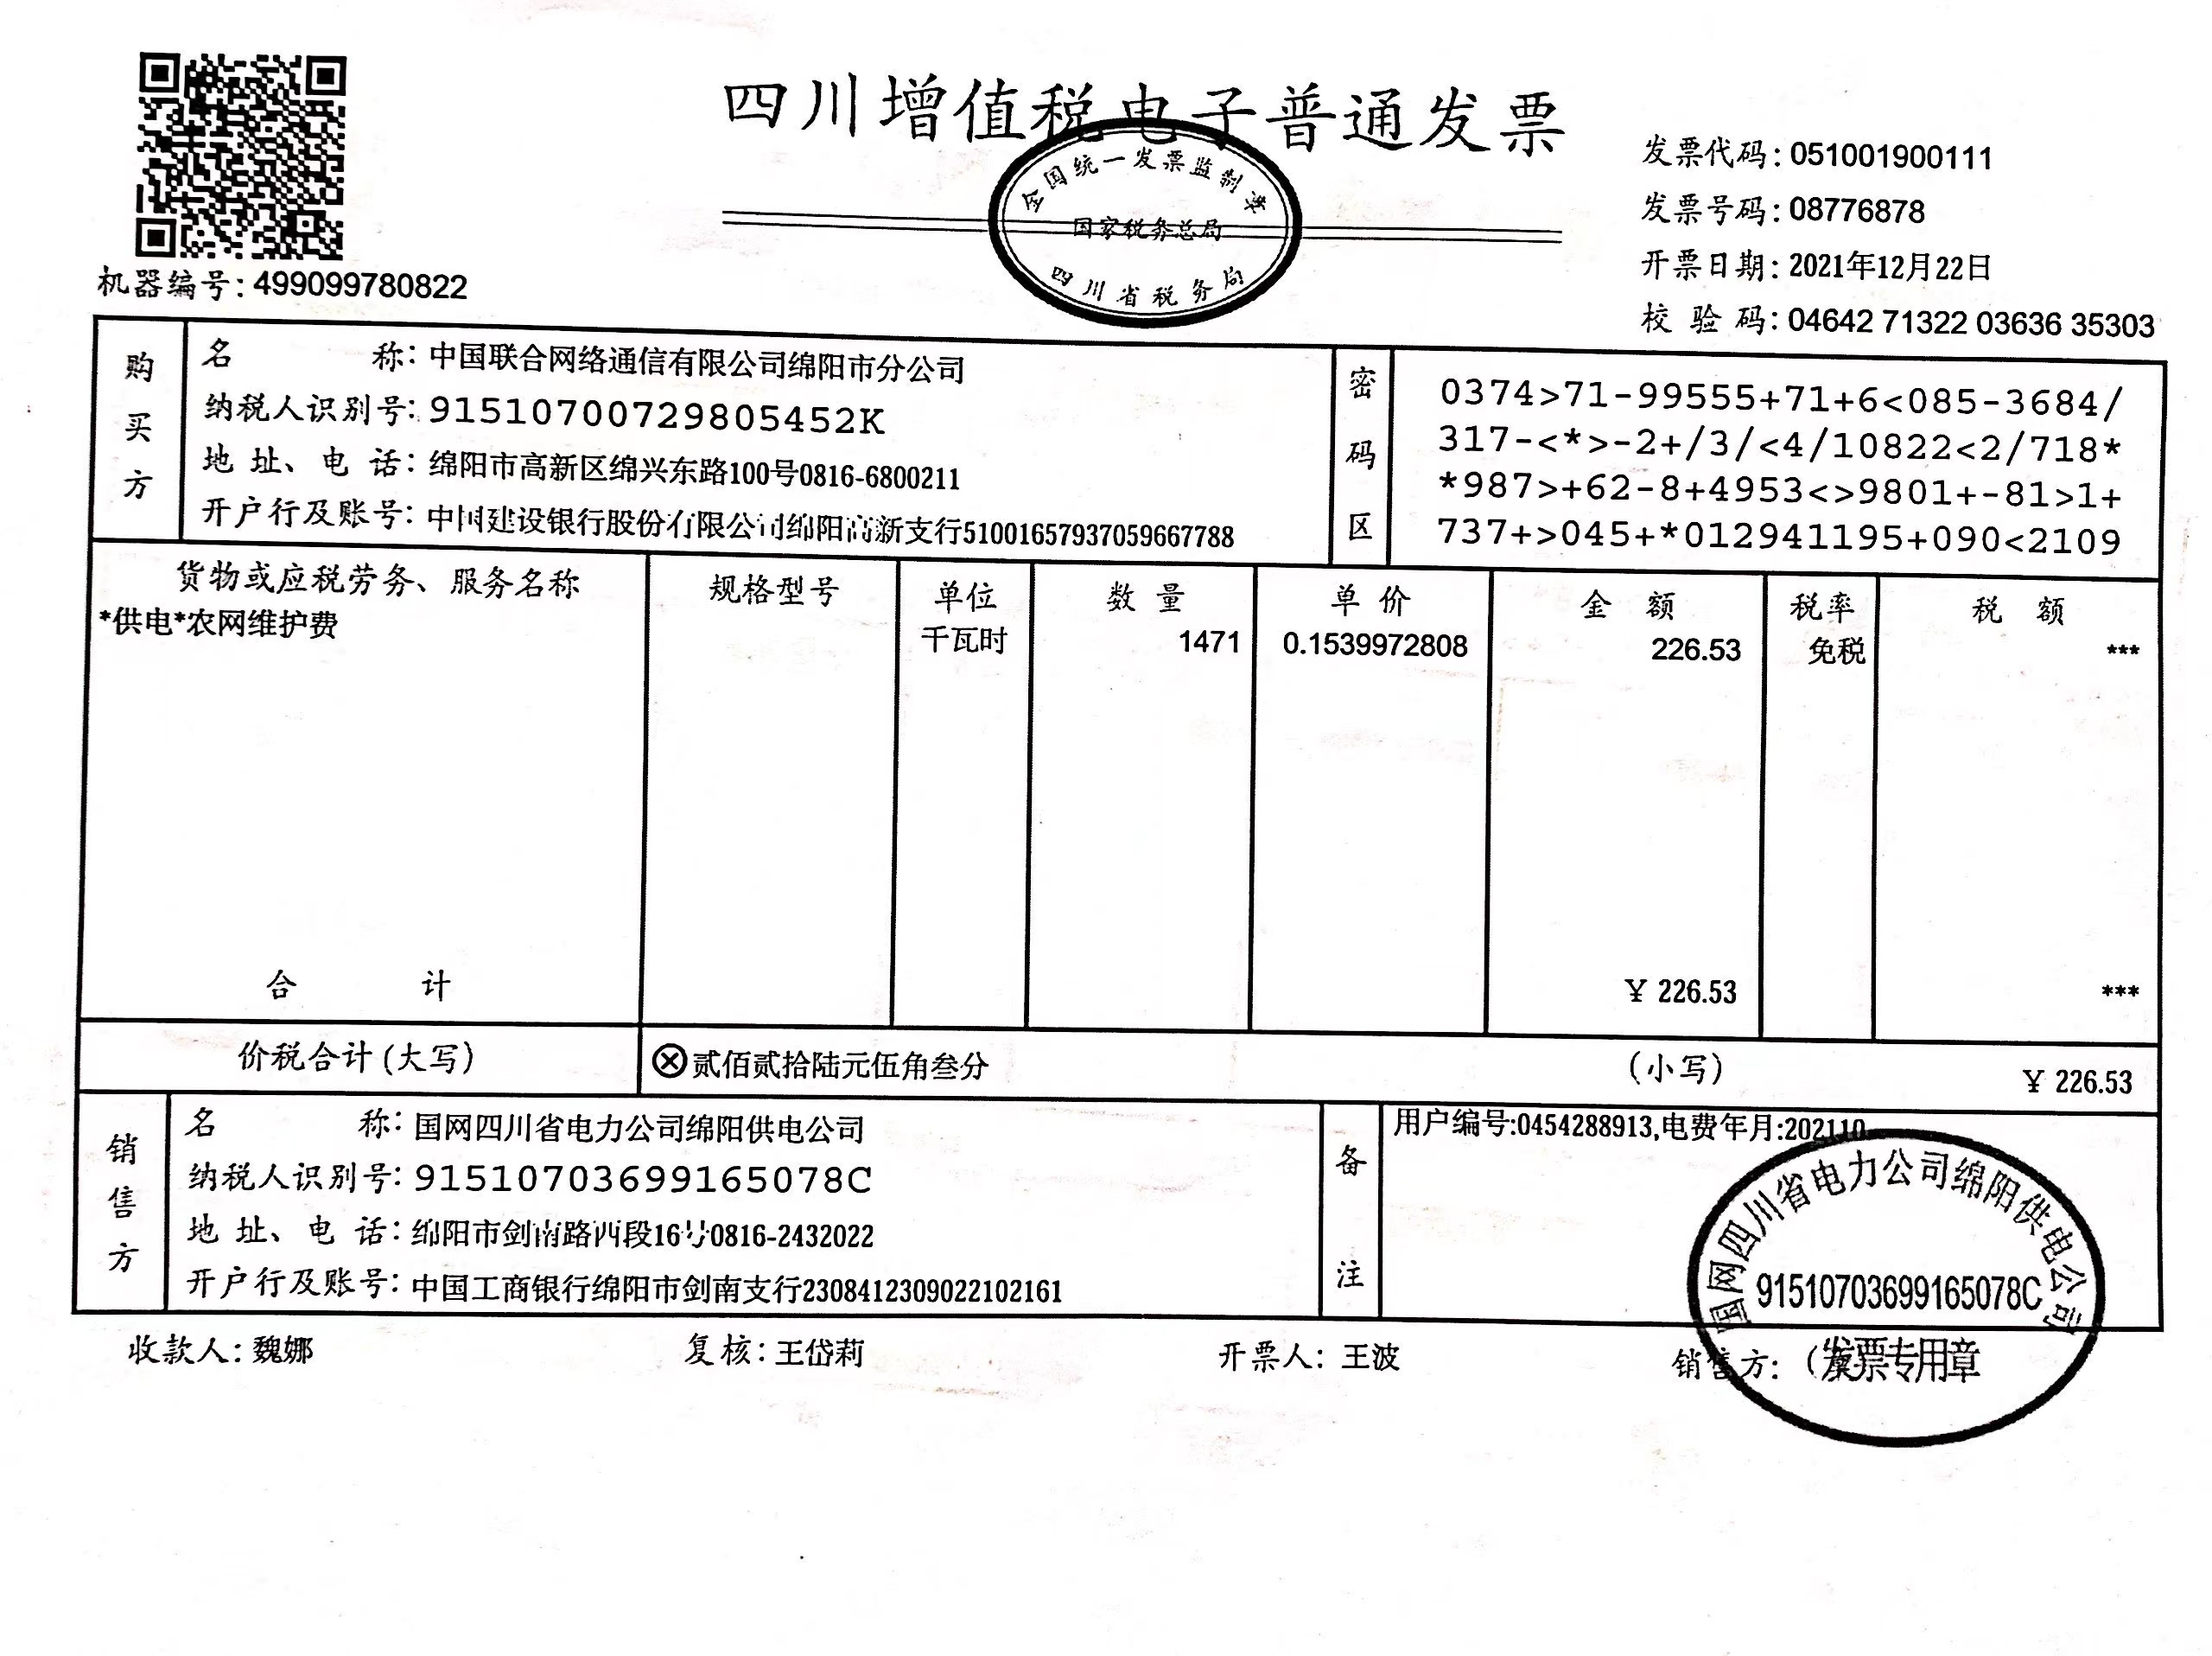 四川增值税电子普通发票
全国统一发票监制章
国家税务总局
四川省税务局
发票代码:051001900111
发票号码:08776878
开票日期:2021年12月22日
校验码:04642 71322 03636 35303
机器编号:499099780822
购买方
名称:中国联合网络通信有限公司绵阳市分公司
纳税人识别号:91510700729805452K
地址、电话:绵阳市高新区绵兴东路100号0816-6800211
开户行及账号:中国建设银行股份有限公司绵阳高新支行51001657937059667788
密码区
0374>71-99555+71+6<085-3684/
317-<*>-2+/3/<4/10822<2/718*
*987>+62-8+4953<>9801+-81>1+
737+>045+*012941195+090<2109
货物或应税劳务、服务名称 规格型号 单位 数量 单价 金额 税率 税额
*供电*农网维护费 千瓦时 1471 0.1539972808 226.53 免税 ***
合计 ¥ 226.53 ***
价税合计(大写) ⊗贰佰贰拾陆元伍角叁分 (小写) ¥ 226.53
销售方
名称:国网四川省电力公司绵阳供电公司
纳税人识别号:91510703699165078C
地址、电话:绵阳市剑南路四段16号0816-2432022
开户行及账号:中国工商银行绵阳市剑南支行2308412309022102161
备注
用户编号:0454288913,电费年月:202110
国网四川省电力公司绵阳供电公司
91510703699165078C
发票专用章
收款人:魏娜 复核:王岱莉 开票人:王波 销售方:(章)